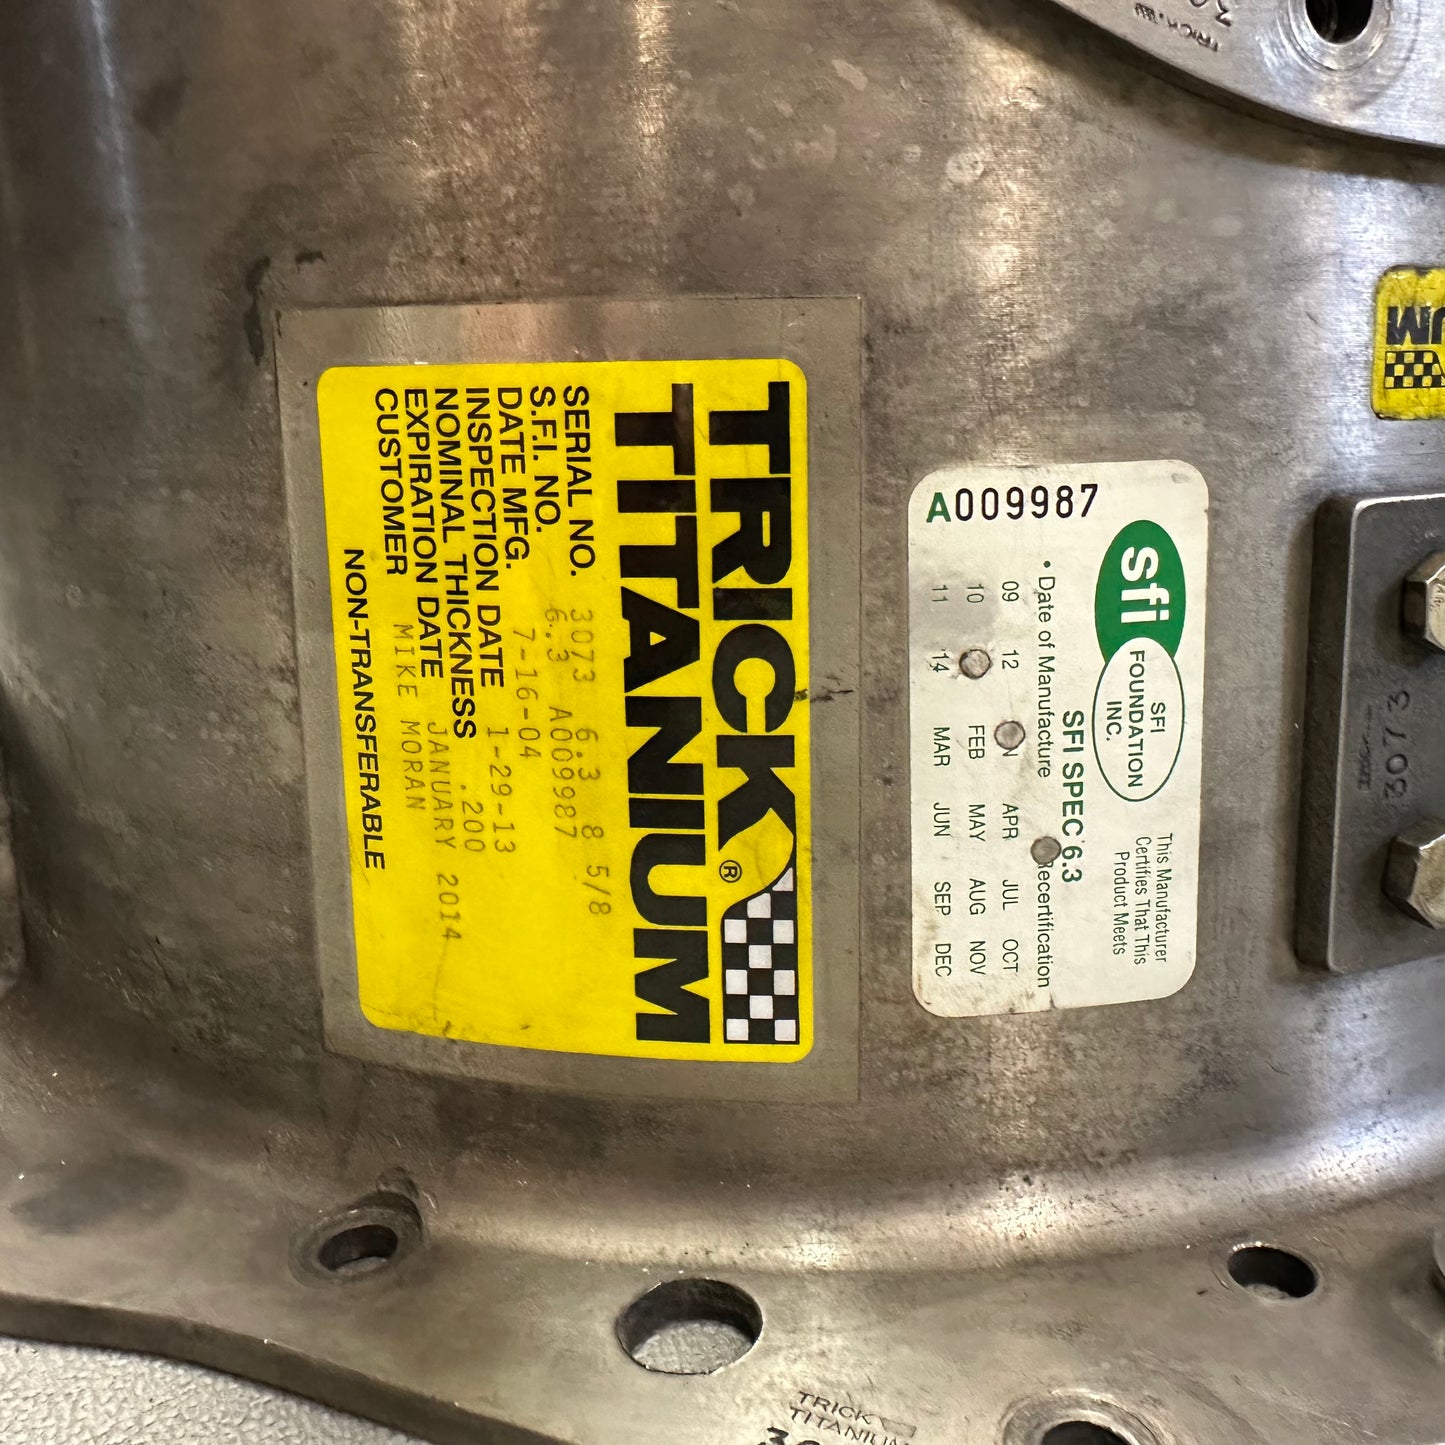 TRICK
TITANIUM®
SERIAL NO. 3073 6.3 8 5/8
S.F.I. NO. 6.3 A009987
DATE MFG. 7-16-04
INSPECTION DATE 1-29-13
NOMINAL THICKNESS .200
EXPIRATION DATE JANUARY 2014
CUSTOMER MIKE MORAN
NON-TRANSFERABLE
A009987
sfi
SFI
FOUNDATION
INC.
This Manufacturer
Certifies That This
Product Meets
SFI SPEC 6.3
• Date of Manufacture
09 12 APR JUL OCT
10 FEB MAY AUG NOV
11 14 MAR JUN SEP DEC
UM
3073
TRICK
TITANIUM